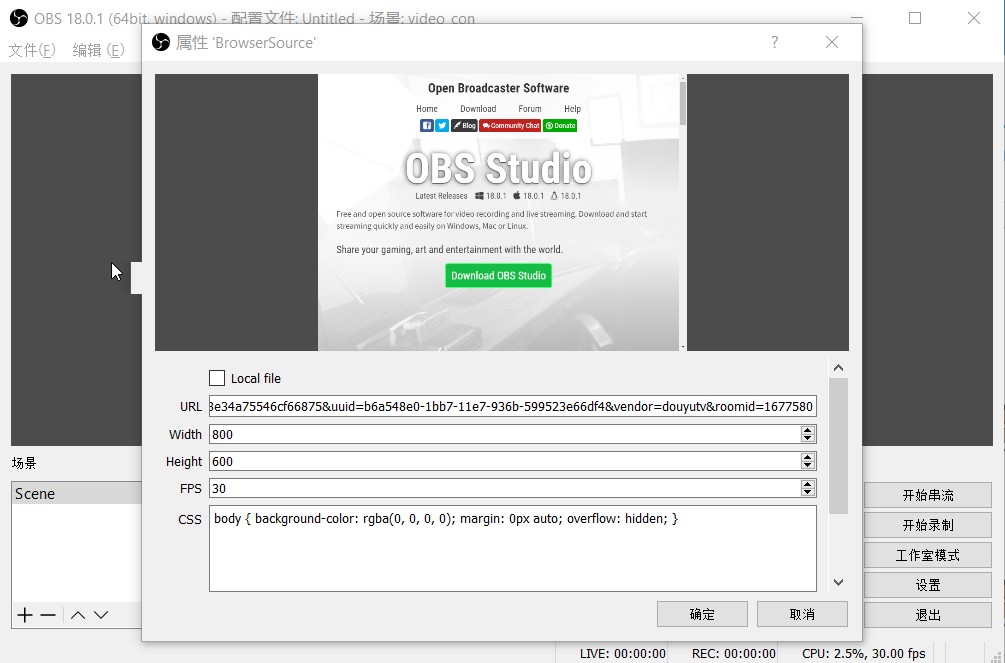 OBS 18.0.1 (64bit, windows) - 配置文件: Untitled - 场景: video_con
文件(F) 编辑 (E)
属性 'BrowserSource'
?
Open Broadcaster Software
Home Download Forum Help
Blog Community Chat Donate
OBS Studio
Latest Releases 18.0.1 18.0.1 18.0.1
Free and open source software for video recording and live streaming. Download and start
streaming quickly and easily on Windows, Mac or Linux.
Share your gaming, art and entertainment with the world.
Download OBS Studio
Local file
URL 3e34a75546cf66875&uuid=b6a548e0-1bb7-11e7-936b-599523e66df4&vendor=douyutv&roomid=1677580
Width 800
Height 600
FPS 30
CSS body { background-color: rgba(0, 0, 0, 0); margin: 0px auto; overflow: hidden; }
确定 取消
场景
Scene
开始串流
开始录制
工作室模式
设置
退出
LIVE: 00:00:00 REC: 00:00:00 CPU: 2.5%, 30.00 fps